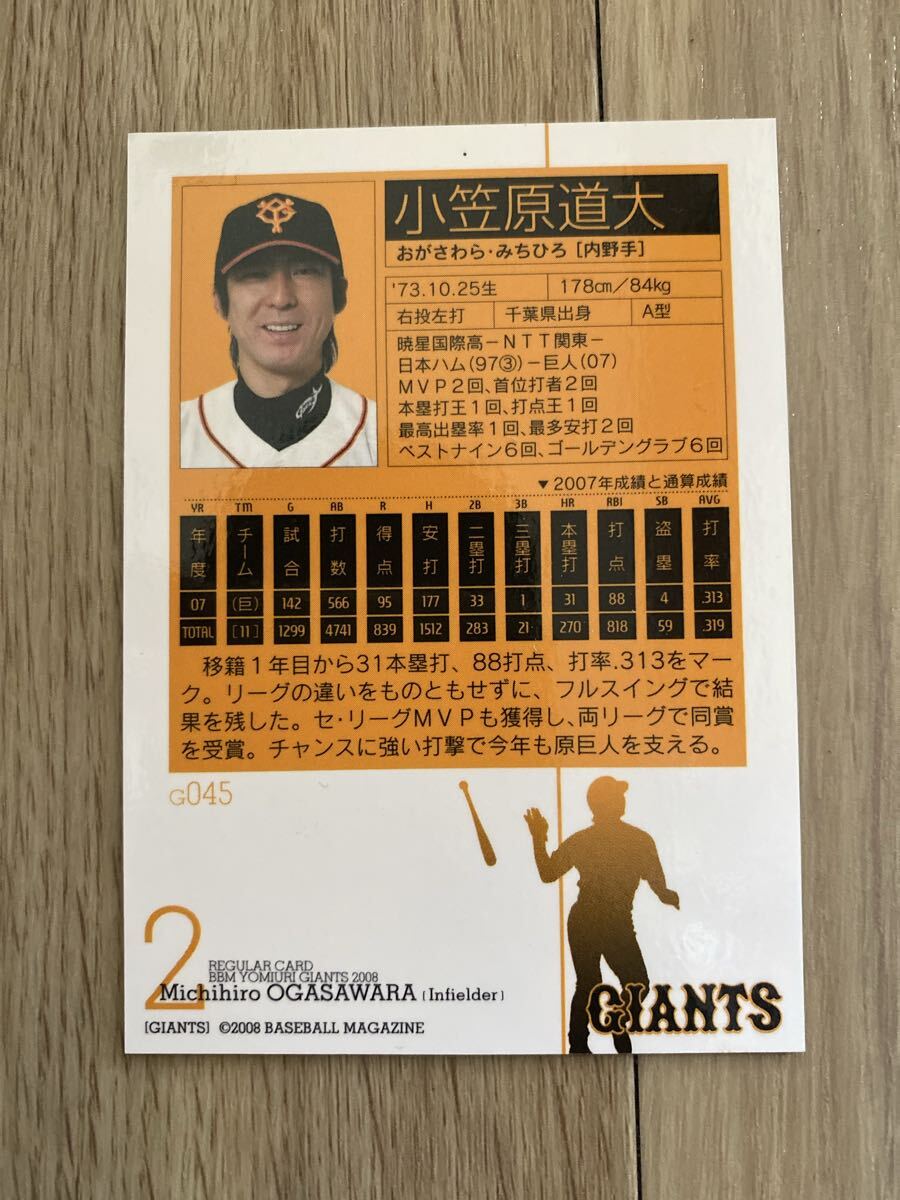 小笠原道大
おがさわら・みちひろ [内野手]
'73.10.25生 178㎝／84kg
右投左打 千葉県出身 A型
暁星国際高－NTT関東－
日本ハム(97③)－巨人(07)
MVP2回、首位打者2回
本塁打王1回、打点王1回
最高出塁率1回、最多安打2回
ベストナイン6回、ゴールデングラブ6回
▼2007年成績と通算成績
YR TM G AB R H 2B 3B HR RBI SB AVG
年度 チーム 試合 打数 得点 安打 二塁打 三塁打 本塁打 打点 盗塁 打率
07 (巨) 142 566 95 177 33 1 31 88 4 .313
TOTAL [11] 1299 4741 839 1512 283 21 270 818 59 .319
移籍1年目から31本塁打、88打点、打率.313をマー
ク。リーグの違いをものともせずに、フルスイングで結
果を残した。セ・リーグMVPも獲得し、両リーグで同賞
を受賞。チャンスに強い打撃で今年も原巨人を支える。
G045
2
REGULAR CARD
BBM YOMIURI GIANTS 2008
Michihiro OGASAWARA [Infielder]
[GIANTS] ©2008 BASEBALL MAGAZINE
GIANTS